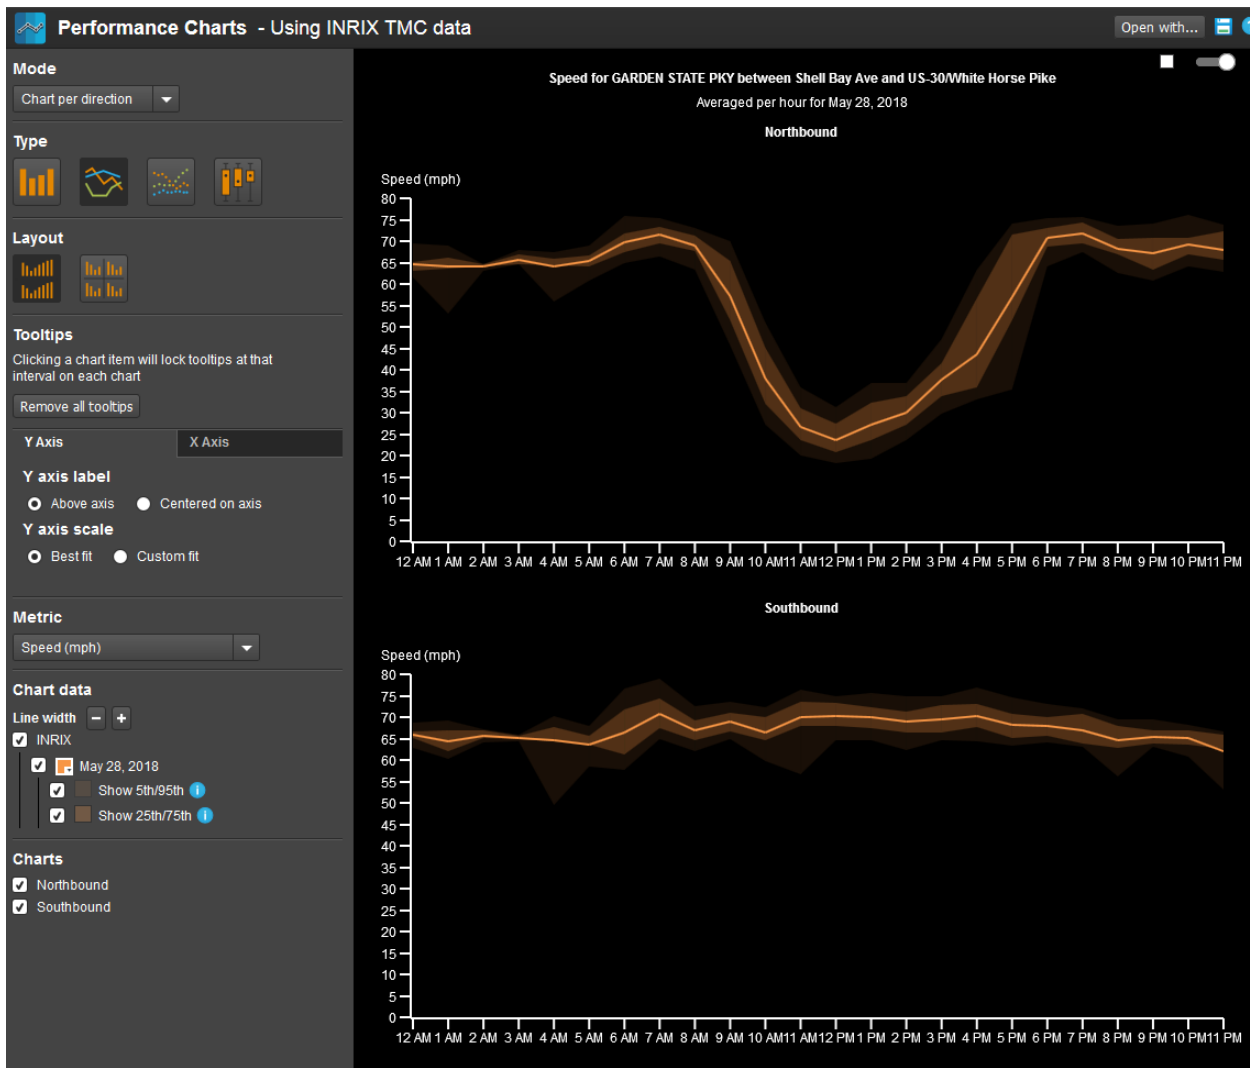 Performance Charts - Using INRIX TMC data
Open with...
Mode
Chart per direction
Type
Layout
Tooltips
Clicking a chart item will lock tooltips at that
interval on each chart
Remove all tooltips
Y Axis X Axis
Y axis label
Above axis Centered on axis
Y axis scale
Best fit Custom fit
Metric
Speed (mph)
Chart data
Line width - +
INRIX
May 28, 2018
Show 5th/95th i
Show 25th/75th i
Charts
Northbound
Southbound
Speed for GARDEN STATE PKY between Shell Bay Ave and US-30/White Horse Pike
Averaged per hour for May 28, 2018
Northbound
Speed (mph)
80
75
70
65
60
55
50
45
40
35
30
25
20
15
10
5
0
12 AM 1 AM 2 AM 3 AM 4 AM 5 AM 6 AM 7 AM 8 AM 9 AM 10 AM 11 AM 12 PM 1 PM 2 PM 3 PM 4 PM 5 PM 6 PM 7 PM 8 PM 9 PM 10 PM 11 PM
Southbound
Speed (mph)
80
75
70
65
60
55
50
45
40
35
30
25
20
15
10
5
0
12 AM 1 AM 2 AM 3 AM 4 AM 5 AM 6 AM 7 AM 8 AM 9 AM 10 AM 11 AM 12 PM 1 PM 2 PM 3 PM 4 PM 5 PM 6 PM 7 PM 8 PM 9 PM 10 PM 11 PM